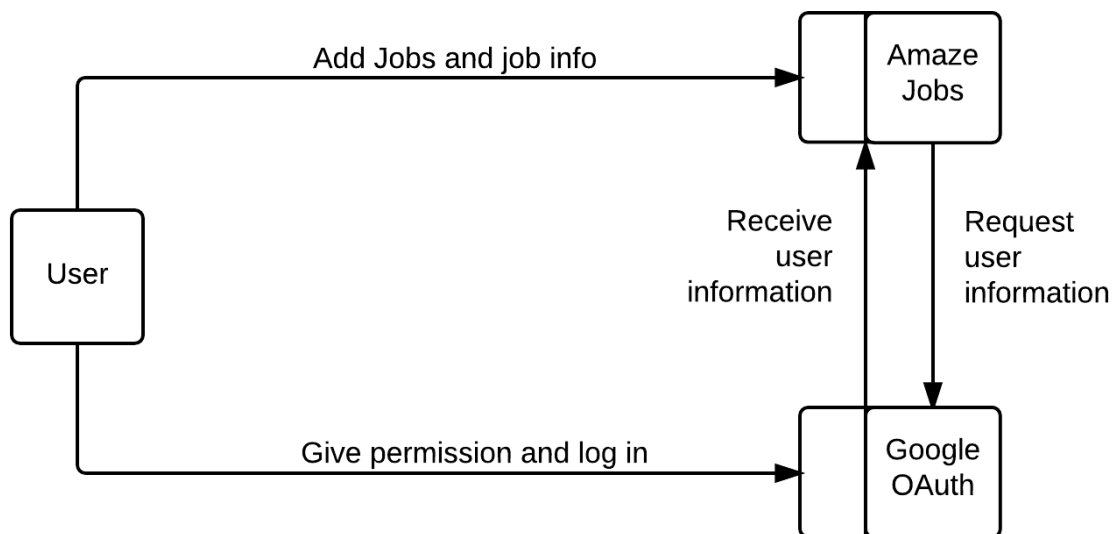 Add Jobs and job info
Amaze
Jobs
User
Receive
user
information
Request
user
information
Give permission and log in
Google
OAuth